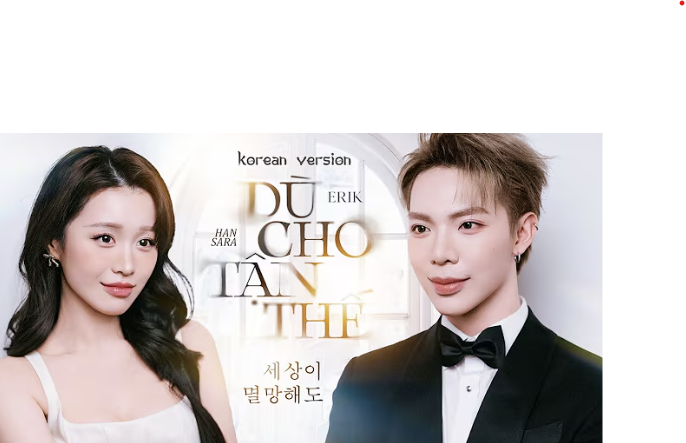 korean version
DÙ
ERIK
HAN
SARA
CHO
TẬN
THẾ
세상이
멸망해도